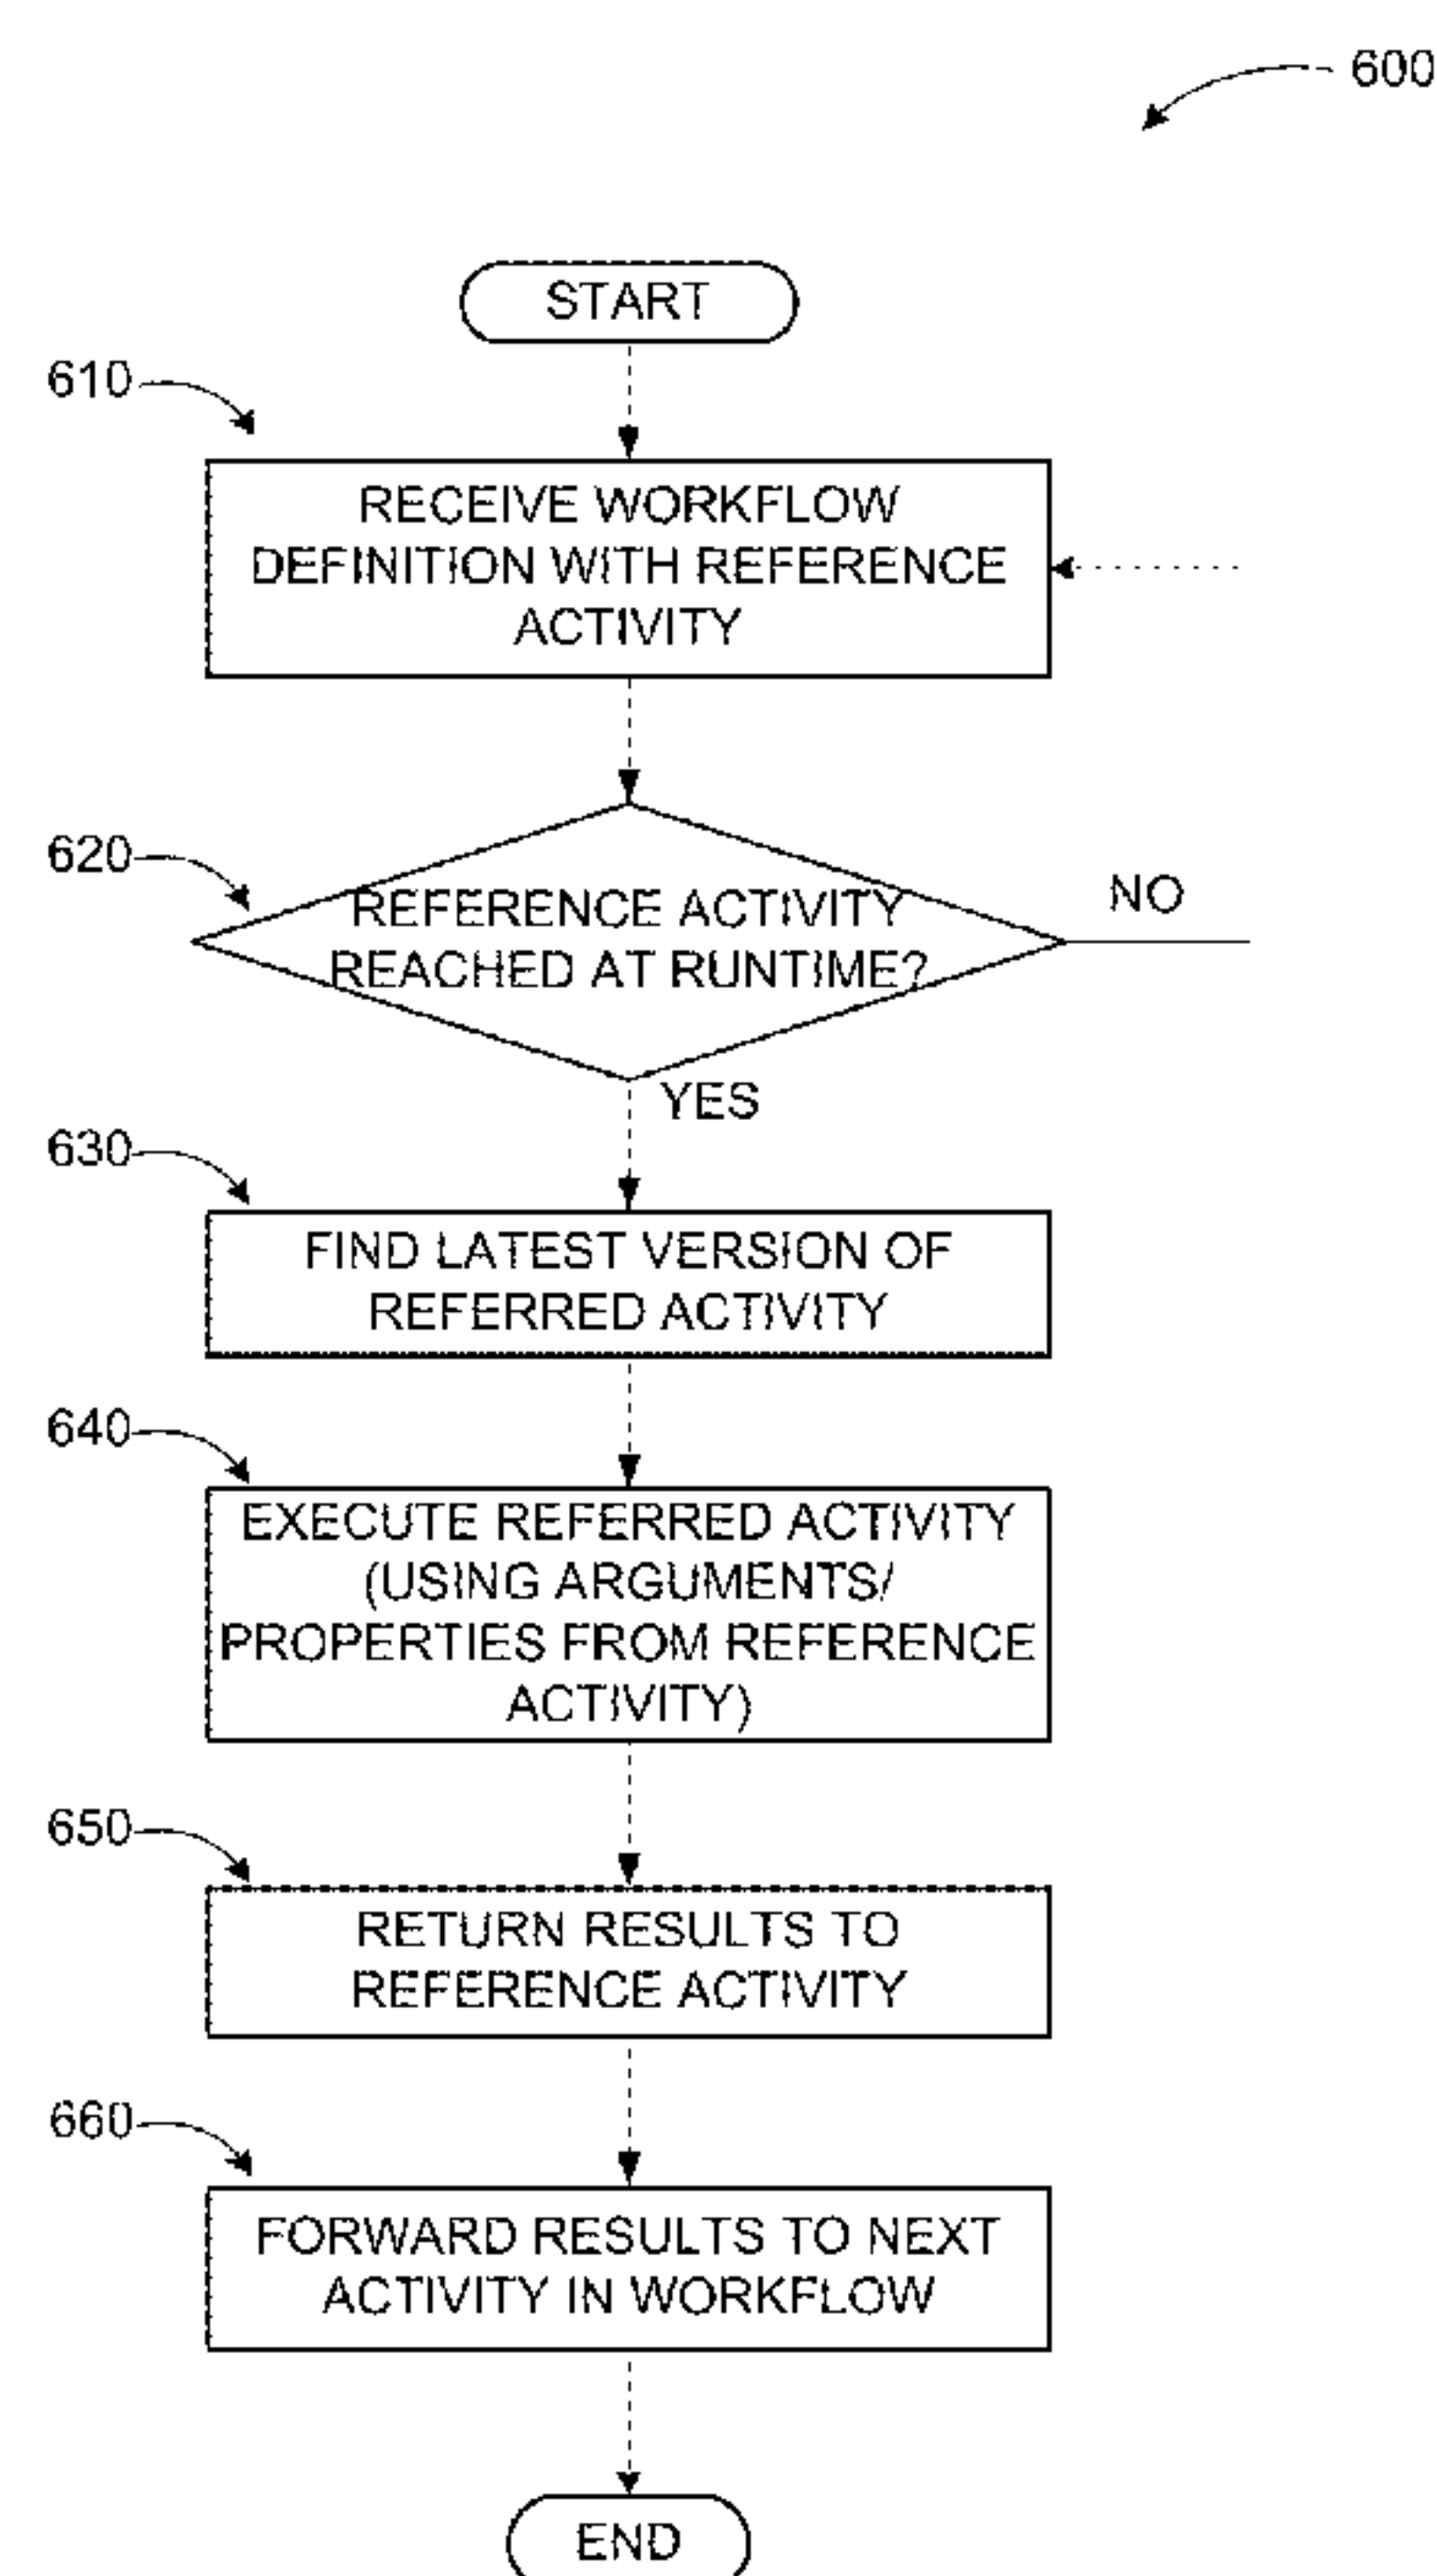 600
START
610
RECEIVE WORKFLOW
DEFINITION WITH REFERENCE
ACTIVITY
620
REFERENCE ACTIVITY
REACHED AT RUNTIME?
NO
YES
630
FIND LATEST VERSION OF
REFERRED ACTIVITY
640
EXECUTE REFERRED ACTIVITY
(USING ARGUMENTS/
PROPERTIES FROM REFERENCE
ACTIVITY)
650
RETURN RESULTS TO
REFERENCE ACTIVITY
660
FORWARD RESULTS TO NEXT
ACTIVITY IN WORKFLOW
END